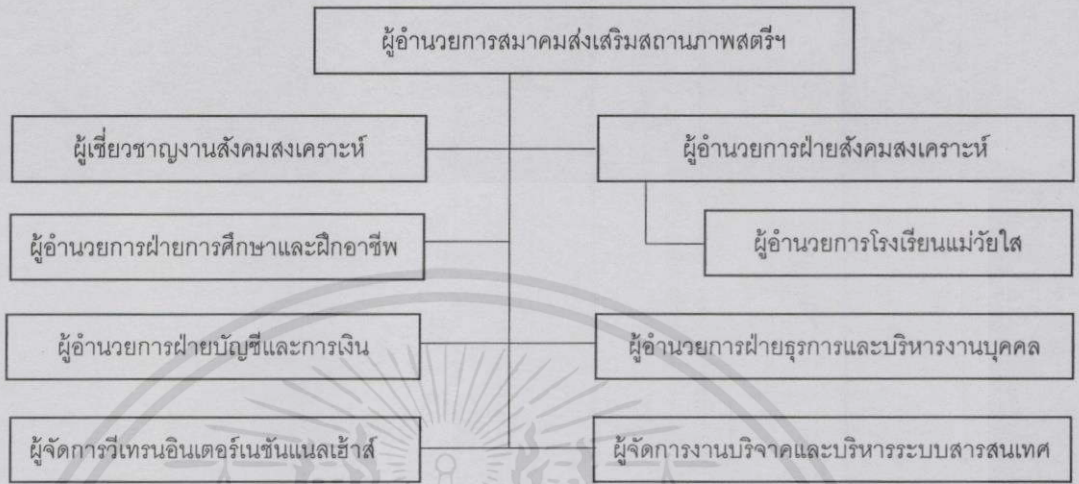 ผู้อำนวยการสมาคมส่งเสริมสถานภาพสตรีฯ
ผู้เชี่ยวชาญงานสังคมสงเคราะห์
ผู้อำนวยการฝ่ายสังคมสงเคราะห์
ผู้อำนวยการฝ่ายการศึกษาและฝึกอาชีพ
ผู้อำนวยการโรงเรียนแม่วัยใส
ผู้อำนวยการฝ่ายบัญชีและการเงิน
ผู้อำนวยการฝ่ายธุรการและบริหารงานบุคคล
ผู้จัดการวีเทรนอินเตอร์เนชันแนลเฮ้าส์
ผู้จัดการงานบริจาคและบริหารระบบสารสนเทศ